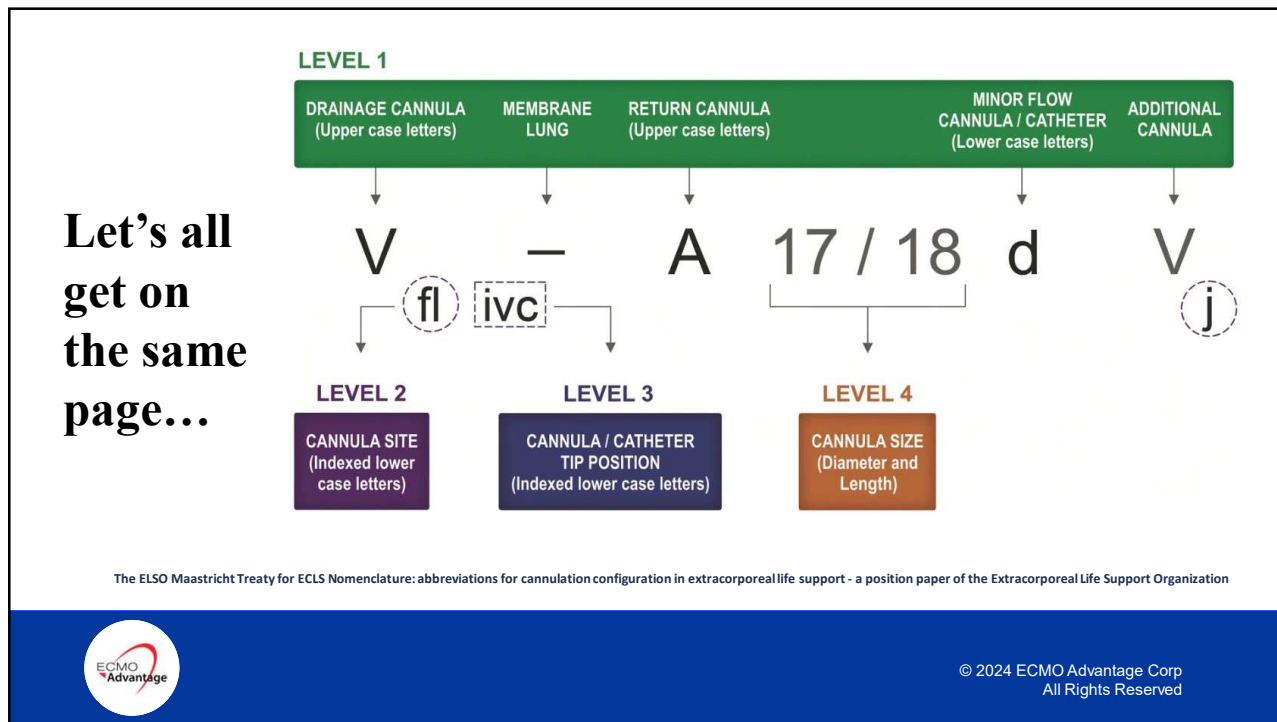 LEVEL 1
DRAINAGE CANNULA
(Upper case letters)
MEMBRANE
LUNG
RETURN CANNULA
(Upper case letters)
MINOR FLOW
CANNULA / CATHETER
(Lower case letters)
ADDITIONAL
CANNULA
Let’s all
get on
the same
page…
V – A 17 / 18 d V
fl ivc j
LEVEL 2
CANNULA SITE
(Indexed lower
case letters)
LEVEL 3
CANNULA / CATHETER
TIP POSITION
(Indexed lower case letters)
LEVEL 4
CANNULA SIZE
(Diameter and
Length)
The ELSO Maastricht Treaty for ECLS Nomenclature: abbreviations for cannulation configuration in extracorporeal life support - a position paper of the Extracorporeal Life Support Organization
ECMO
Advantage
© 2024 ECMO Advantage Corp
All Rights Reserved